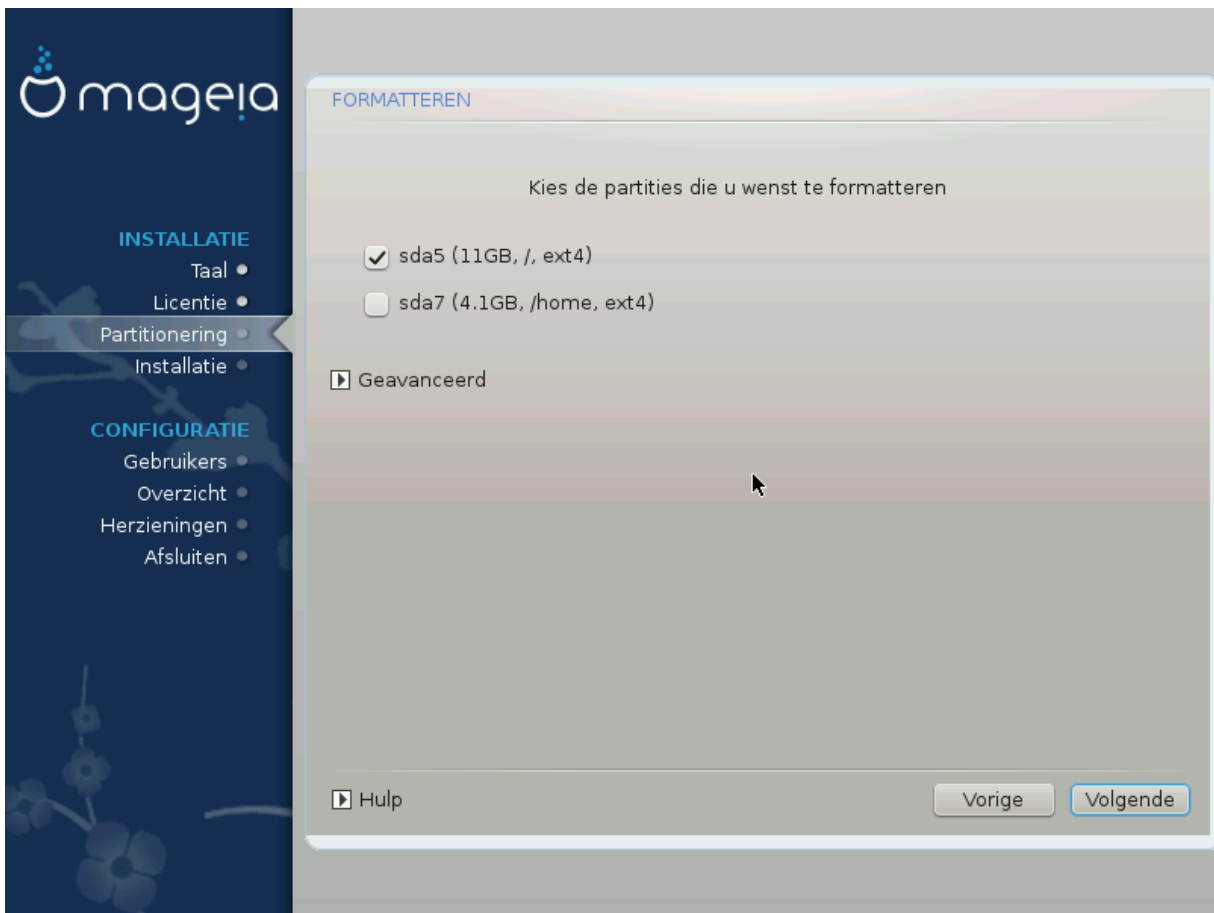 mageia
INSTALLATIE
Taal
Licentie
Partitionering
Installatie
CONFIGURATIE
Gebruikers
Overzicht
Herzieningen
Afsluiten
FORMATTEREN
Kies de partities die u wenst te formatteren
sda5 (11GB, /, ext4)
sda7 (4.1GB, /home, ext4)
Geavanceerd
Hulp
Vorige
Volgende